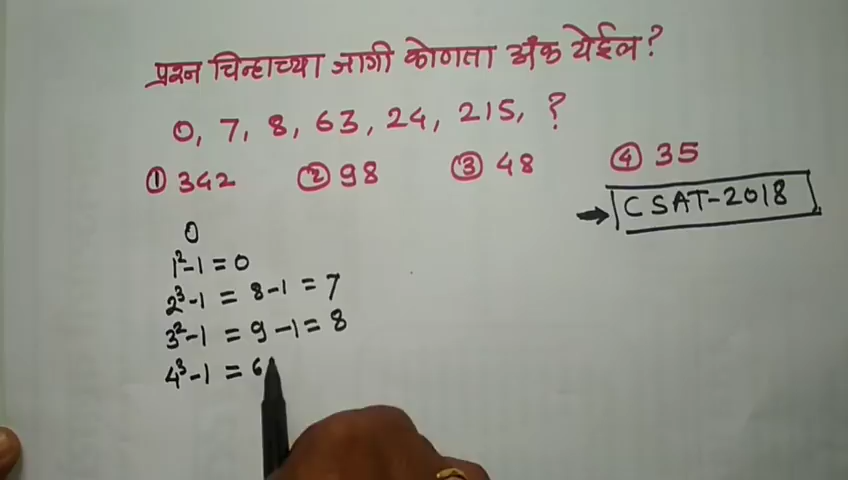 प्रश्न चिन्हाच्या जागी कोणता अंक येईल?
0, 7, 8, 63, 24, 215, ?
① 342 ② 98 ③ 48 ④ 35
→ CSAT-2018
0
1²-1 = 0
2³-1 = 8-1 = 7
3²-1 = 9-1 = 8
4³-1 = 6